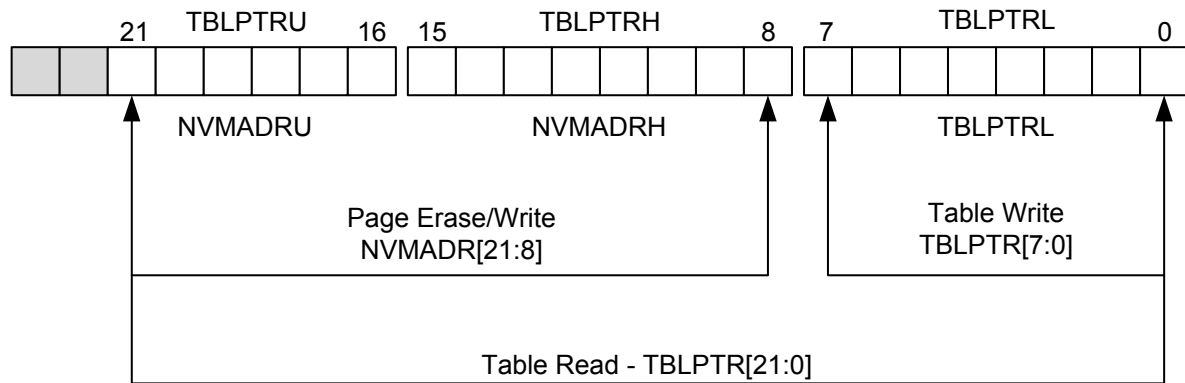 21 TBLPTRU 16 15 TBLPTRH 8 7 TBLPTRL 0
NVMADRU NVMADRH TBLPTRL
Page Erase/Write
NVMADR[21:8]
Table Write
TBLPTR[7:0]
Table Read - TBLPTR[21:0]